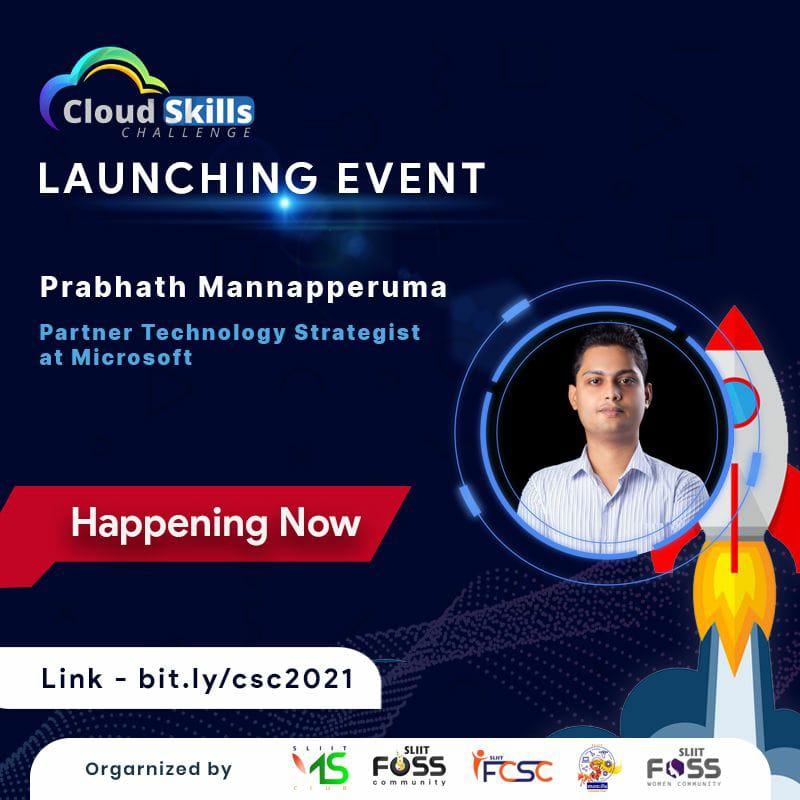 Cloud Skills
CHALLENGE
LAUNCHING EVENT
Prabhath Mannapperuma
Partner Technology Strategist
at Microsoft
Happening Now
Link - bit.ly/csc2021
Orgarnized by
SLIIT
MS
CLUB
SLIIT
FOSS
community
SLIIT
FCSC
SLIIT
FOSS
WOMEN COMMUNITY